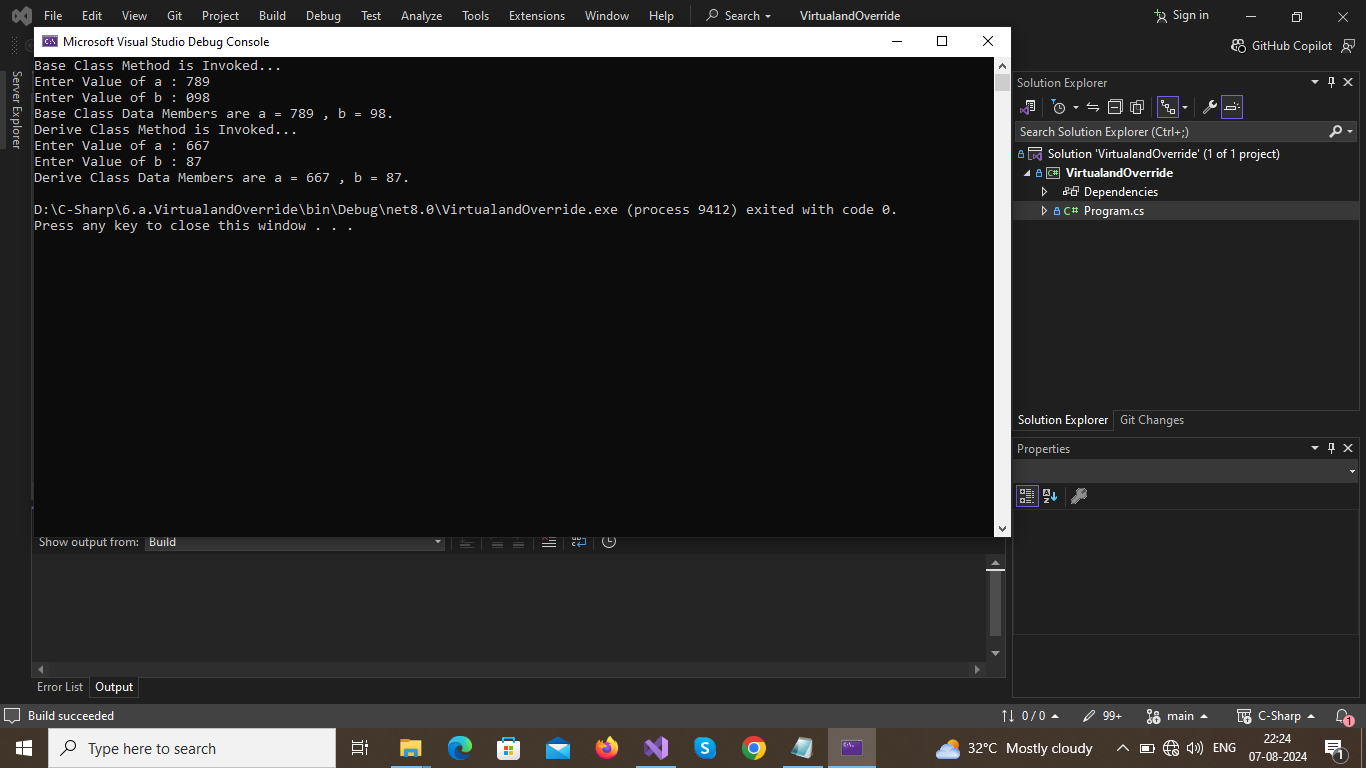 File Edit View Git Project Build Debug Test Analyze Tools Extensions Window Help Search VirtualandOverride Sign in
Microsoft Visual Studio Debug Console
GitHub Copilot
Server Explorer
Base Class Method is Invoked...
Enter Value of a : 789
Enter Value of b : 098
Base Class Data Members are a = 789 , b = 98.
Derive Class Method is Invoked...
Enter Value of a : 667
Enter Value of b : 87
Derive Class Data Members are a = 667 , b = 87.
D:\C-Sharp\6.a.VirtualandOverride\bin\Debug\net8.0\VirtualandOverride.exe (process 9412) exited with code 0.
Press any key to close this window . . .
Solution Explorer
Search Solution Explorer (Ctrl+;)
Solution 'VirtualandOverride' (1 of 1 project)
C# VirtualandOverride
Dependencies
C# Program.cs
Solution Explorer Git Changes
Properties
Show output from: Build
Error List Output
Build succeeded 0 / 0 99+ main C-Sharp 1
Type here to search 32°C Mostly cloudy ENG 22:24
07-08-2024 1